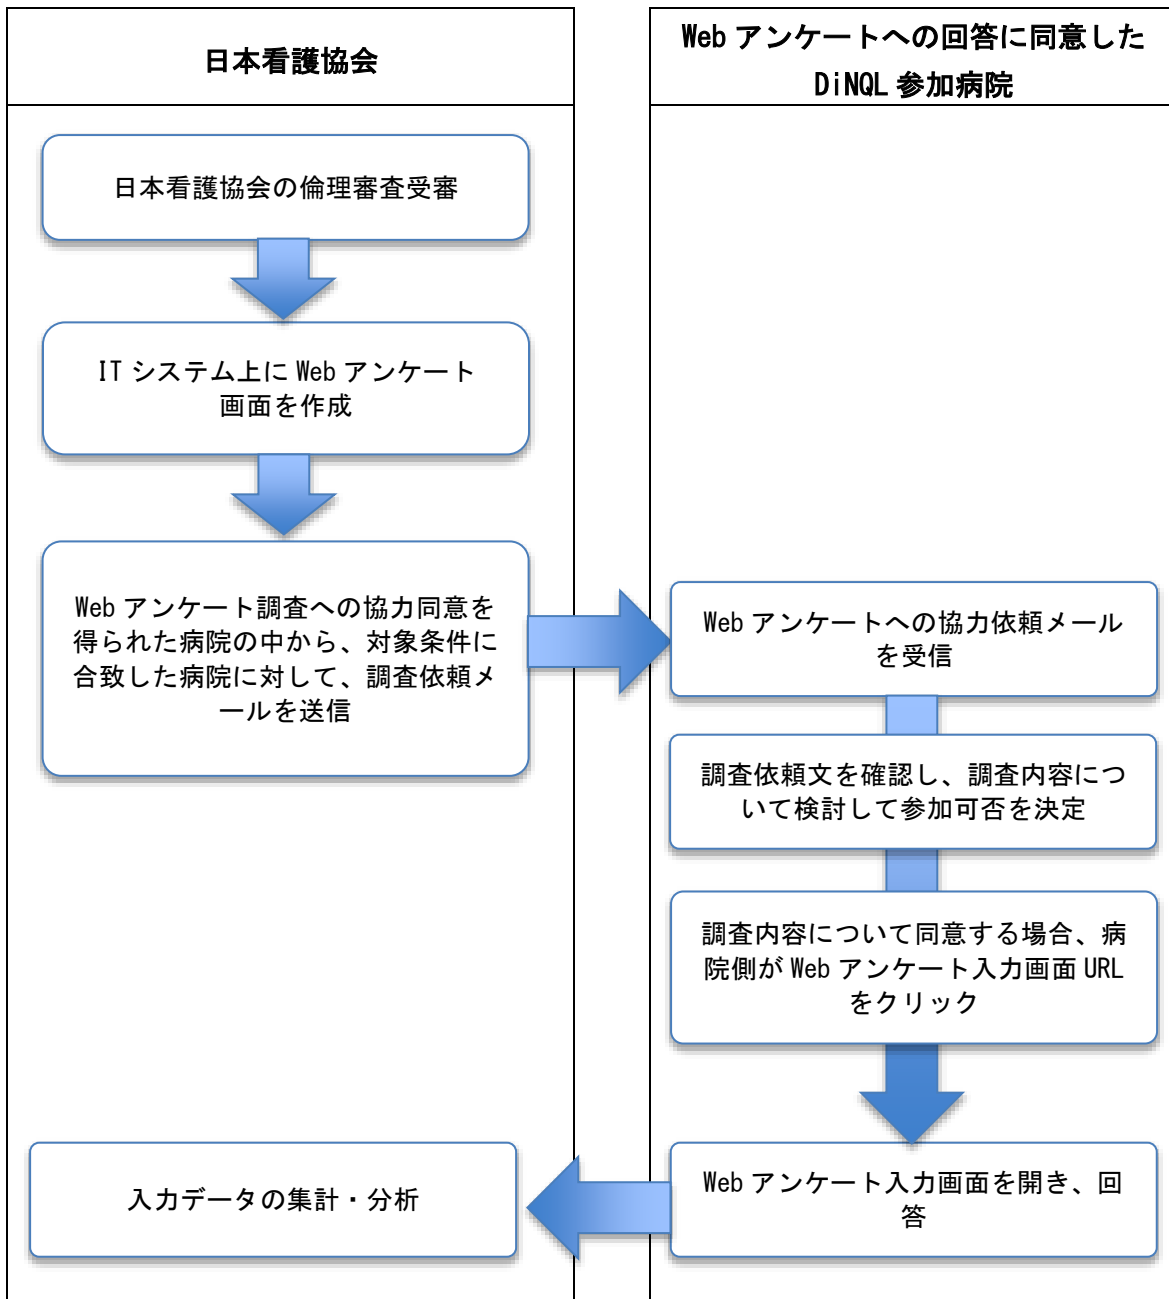 日本看護協会
Web アンケートへの回答に同意した
DiNQL 参加病院
日本看護協会の倫理審査受審
IT システム上に Web アンケート
画面を作成
Web アンケート調査への協力同意を
得られた病院の中から、対象条件に
合致した病院に対して、調査依頼メ
ールを送信
Web アンケートへの協力依頼メール
を受信
調査依頼文を確認し、調査内容につ
いて検討して参加可否を決定
調査内容について同意する場合、病
院側が Web アンケート入力画面 URL
をクリック
Web アンケート入力画面を開き、回
答
入力データの集計・分析